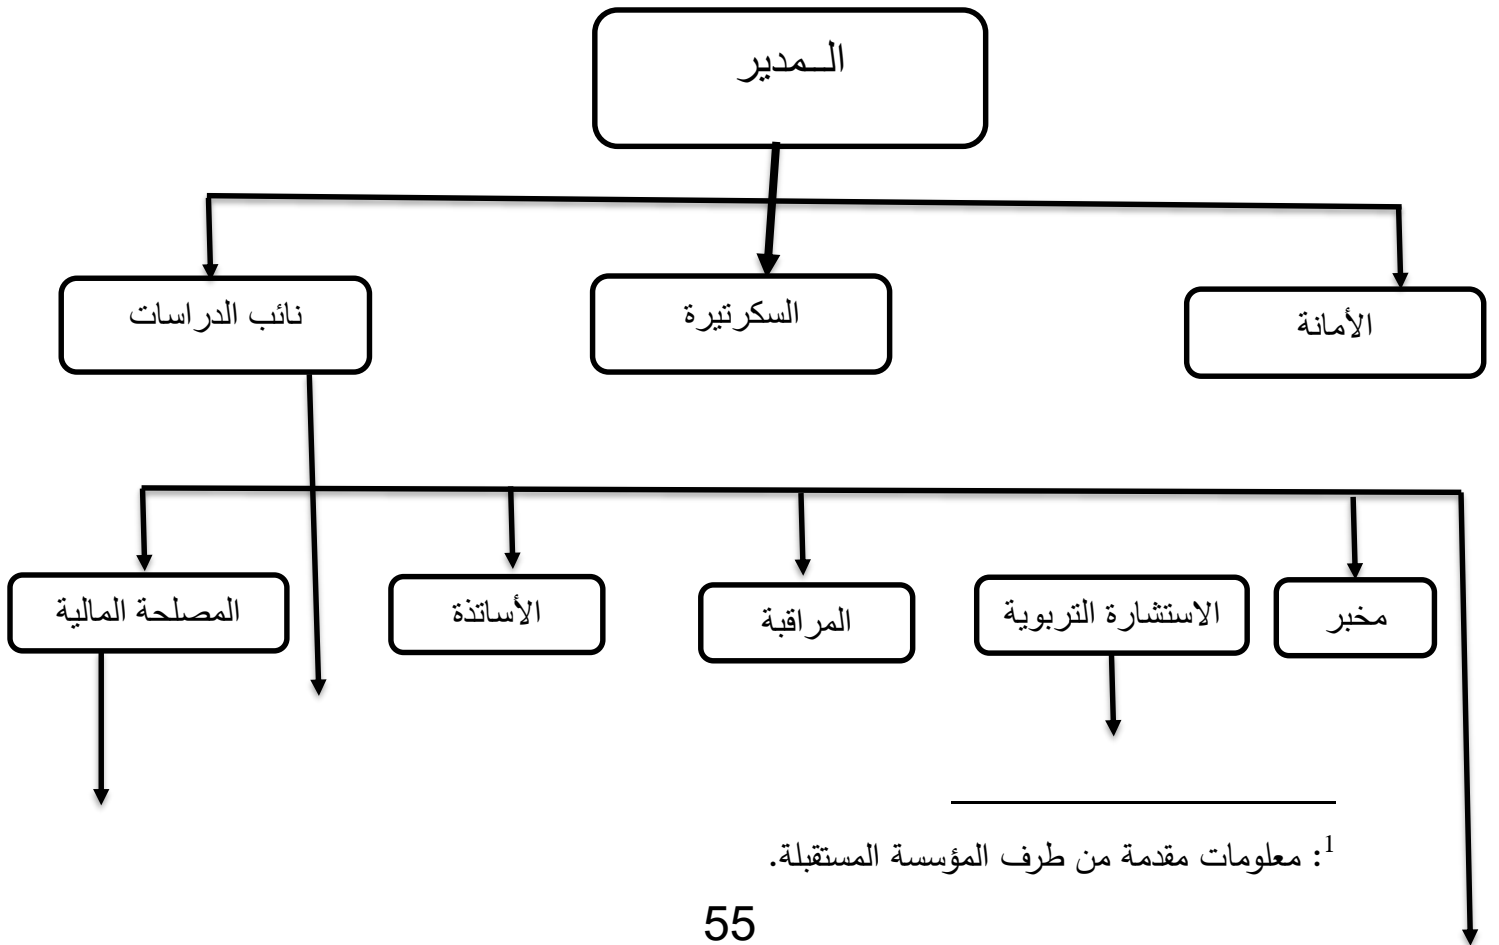 الـــمدير
الأمانة
السكرتيرة
نائب الدراسات
مخبر
الاستشارة التربوية
المراقبة
الأساتذة
المصلحة المالية
1: معلومات مقدمة من طرف المؤسسة المستقبلة.
55